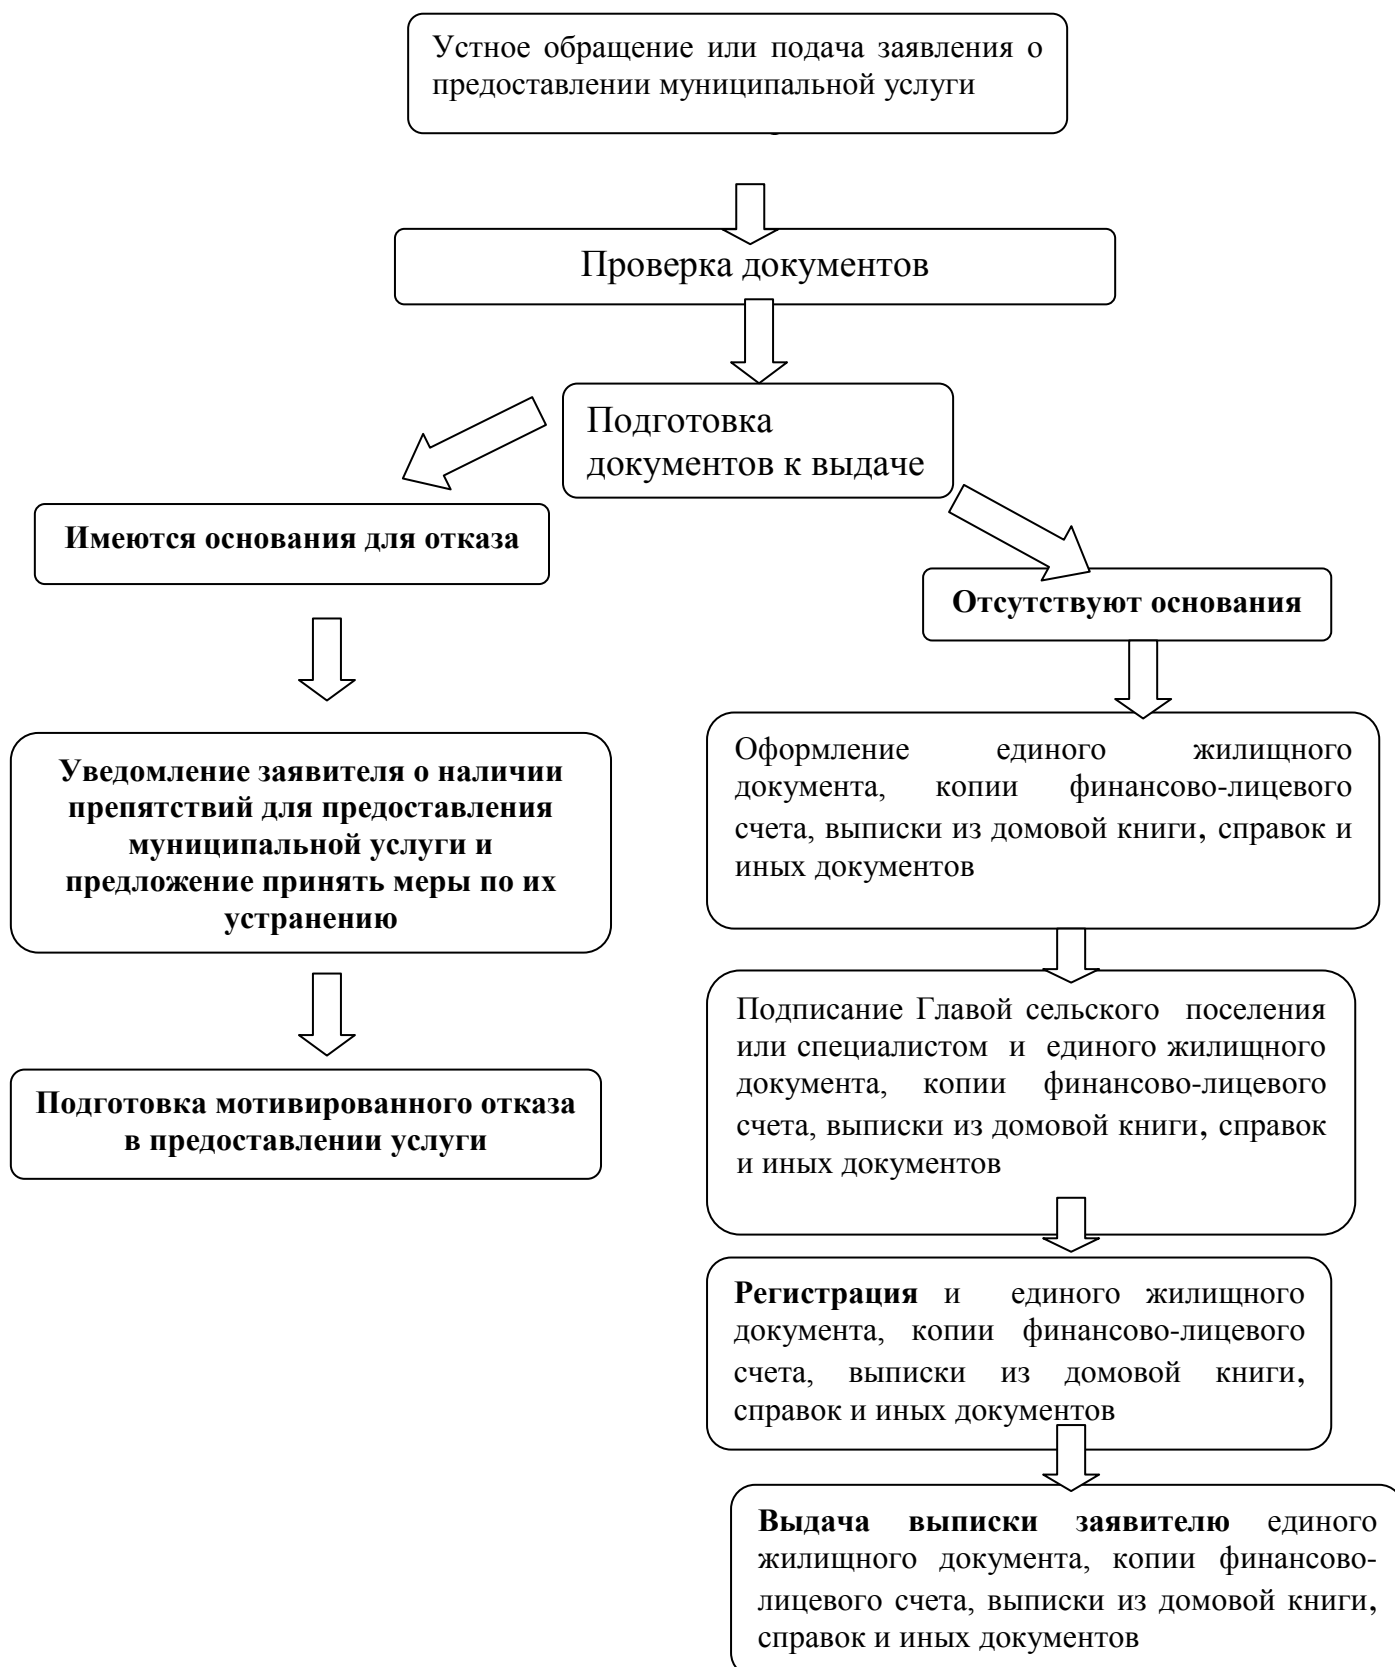 Устное обращение или подача заявления о
предоставлении муниципальной услуги
Проверка документов
Подготовка
документов к выдаче
Имеются основания для отказа
Отсутствуют основания
Уведомление заявителя о наличии
препятствий для предоставления
муниципальной услуги и
предложение принять меры по их
устранению
Подготовка мотивированного отказа
в предоставлении услуги
Оформление единого жилищного
документа, копии финансово-лицевого
счета, выписки из домовой книги, справок и
иных документов
Подписание Главой сельского поселения
или специалистом и единого жилищного
документа, копии финансово-лицевого
счета, выписки из домовой книги, справок
и иных документов
Регистрация и единого жилищного
документа, копии финансово-лицевого
счета, выписки из домовой книги,
справок и иных документов
Выдача выписки заявителю единого
жилищного документа, копии финансово-
лицевого счета, выписки из домовой книги,
справок и иных документов